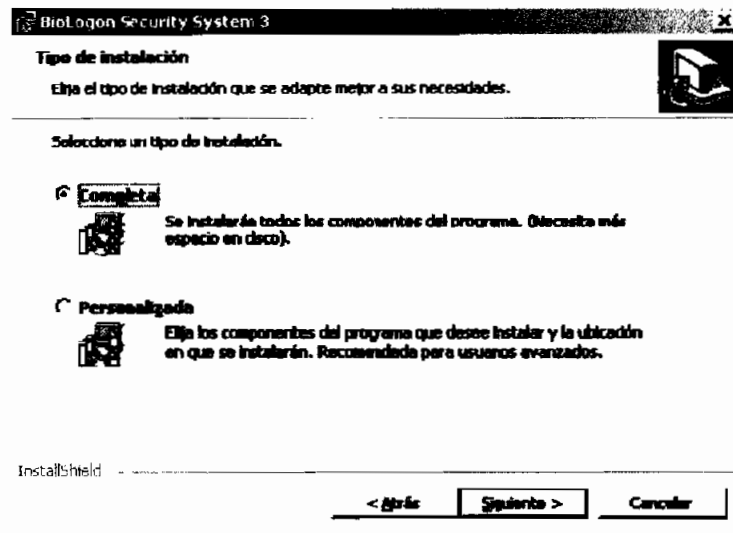 BioLogon Security System 3
Tipo de instalación
Elija el tipo de instalación que se adapte mejor a sus necesidades.
Seleccione un tipo de instalación.
Completa
Se instalarán todos los componentes del programa. (Necesita más
espacio en disco).
Personalizada
Elija los componentes del programa que desee instalar y la ubicación
en que se instalarán. Recomendada para usuarios avanzados.
InstallShield
< Atrás
Siguiente >
Cancelar